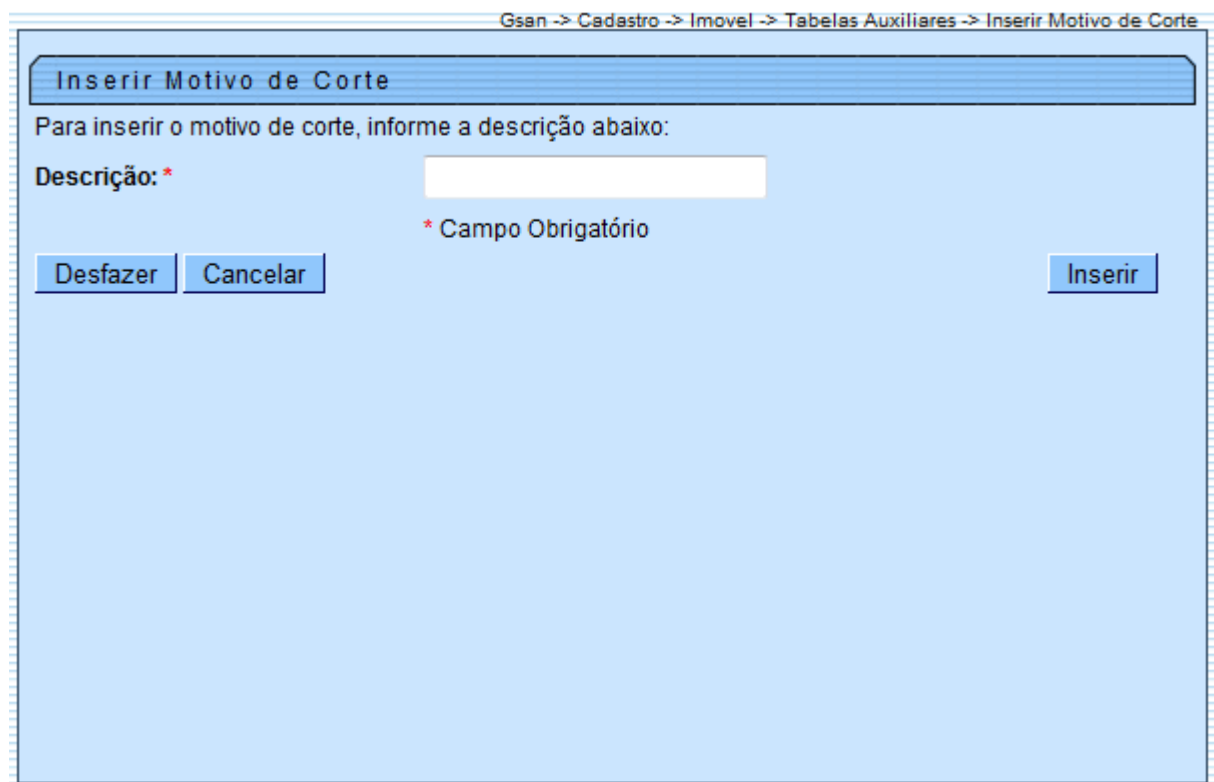 Gsan -> Cadastro -> Imovel -> Tabelas Auxiliares -> Inserir Motivo de Corte
Inserir Motivo de Corte
Para inserir o motivo de corte, informe a descrição abaixo:
Descrição: *
* Campo Obrigatório
Desfazer Cancelar Inserir